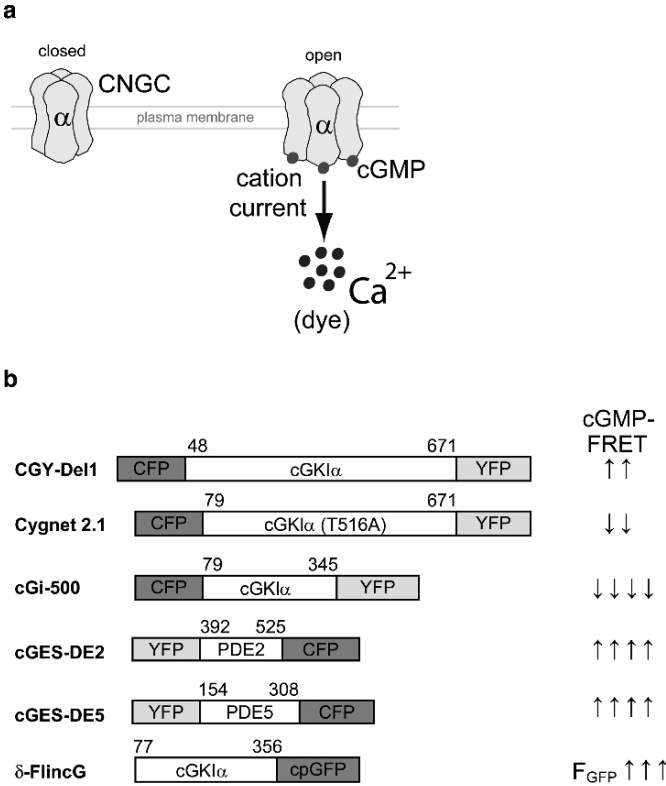 a
closed
open
CNGC
α
plasma membrane
α
cGMP
cation
current
Ca2+
(dye)
b
cGMP-
FRET
48 671
CGY-Del1 CFP cGKIα YFP ↑↑
79 671
Cygnet 2.1 CFP cGKIα (T516A) YFP ↓↓
79 345
cGi-500 CFP cGKIα YFP ↓↓↓↓
392 525
cGES-DE2 YFP PDE2 CFP ↑↑↑↑
154 308
cGES-DE5 YFP PDE5 CFP ↑↑↑↑
77 356
δ-FlincG cGKIα cpGFP FGFP ↑↑↑